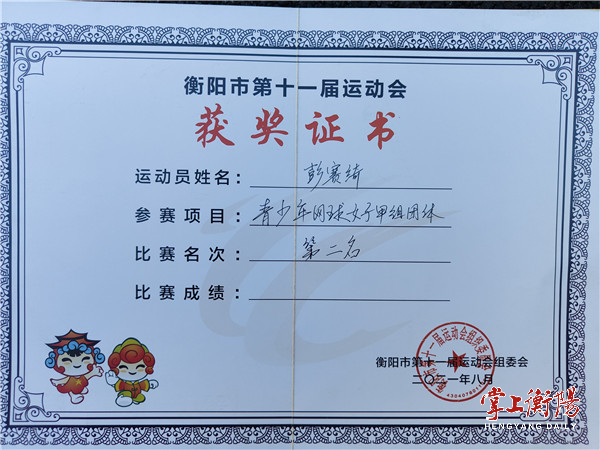 衡阳市第十一届运动会
获奖证书
运动员姓名：彭赛绮
参赛项目：青少年网球女子甲组团体
比赛名次：第二名
比赛成绩：
衡阳市第十一届运动会组委会
二〇二一年八月
掌上衡阳
HENGYANG DAILY